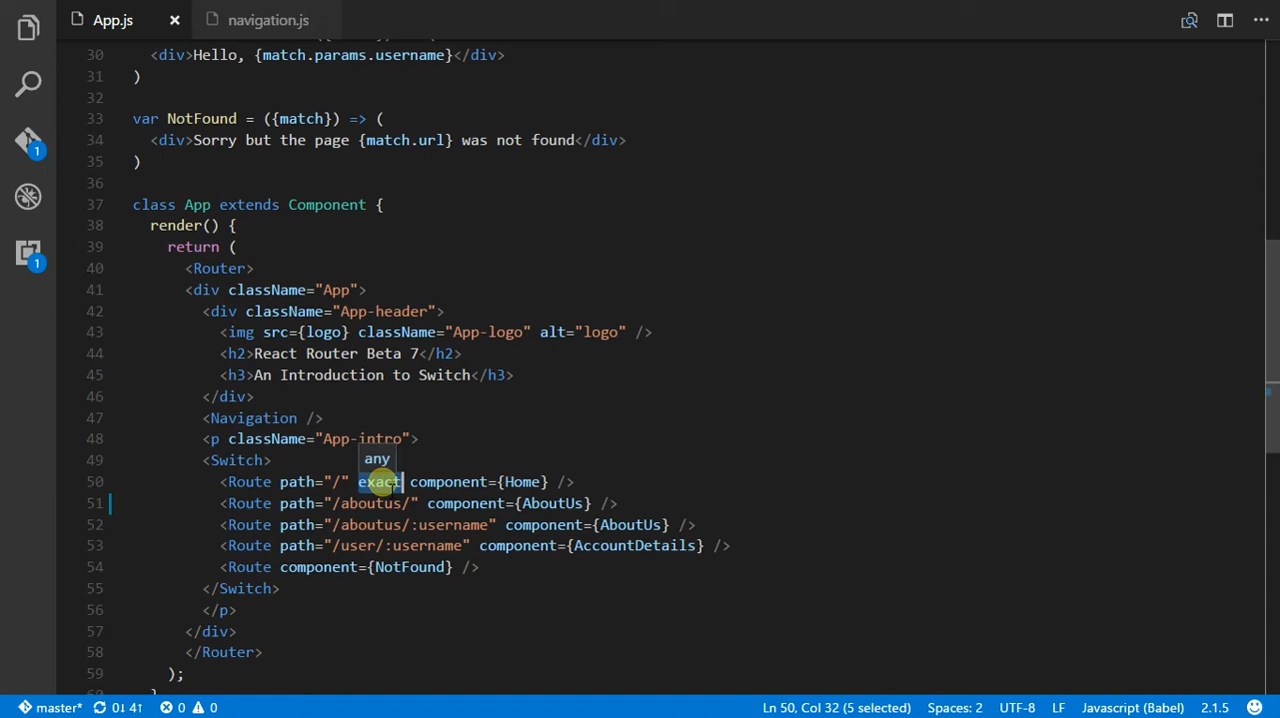 App.js × navigation.js
30 <div>Hello, {match.params.username}</div>
31 )
32
33 var NotFound = ({match}) => (
34 <div>Sorry but the page {match.url} was not found</div>
35 )
36
37 class App extends Component {
38 render() {
39 return (
40 <Router>
41 <div className="App">
42 <div className="App-header">
43 <img src={logo} className="App-logo" alt="logo" />
44 <h2>React Router Beta 7</h2>
45 <h3>An Introduction to Switch</h3>
46 </div>
47 <Navigation />
48 <p className="App-intro">
49 <Switch>
any
50 <Route path="/" exact component={Home} />
51 <Route path="/aboutus/" component={AboutUs} />
52 <Route path="/aboutus/:username" component={AboutUs} />
53 <Route path="/user/:username" component={AccountDetails} />
54 <Route component={NotFound} />
55 </Switch>
56 </p>
57 </div>
58 </Router>
59 );
60 }
1
1
master* 0↓ 4↑ 0 0 Ln 50, Col 32 (5 selected) Spaces: 2 UTF-8 LF Javascript (Babel) 2.1.5